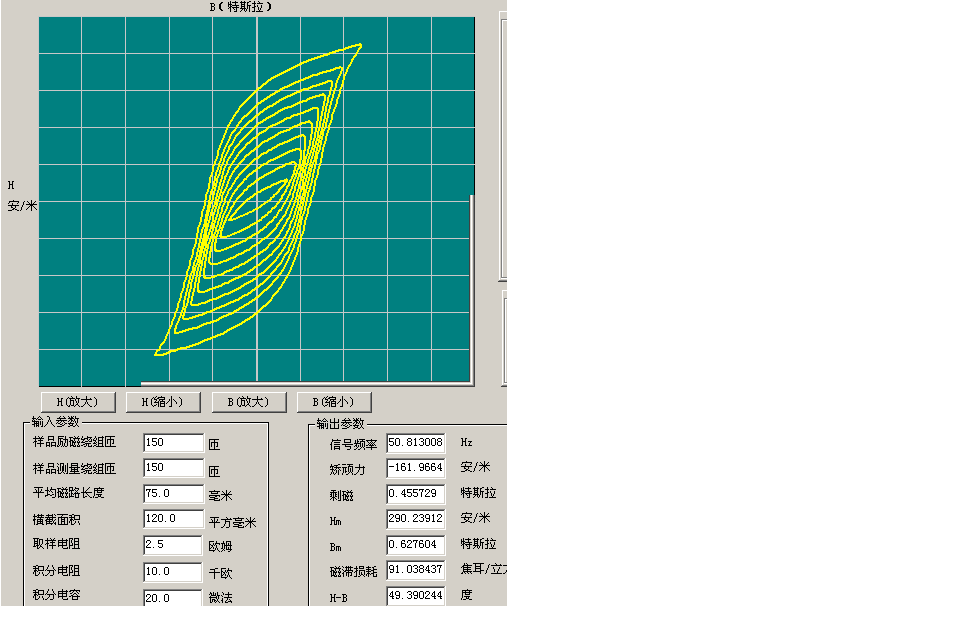 B(特斯拉)
H
安/米
H(放大)
H(缩小)
B(放大)
B(缩小)
输入参数
样品励磁绕组匝 150 匝
样品测量绕组匝 150 匝
平均磁路长度 75.0 毫米
横截面积 120.0 平方毫米
取样电阻 2.5 欧姆
积分电阻 10.0 千欧
积分电容 20.0 微法
输出参数
信号频率 50.813008 Hz
矫顽力 -161.9664 安/米
剩磁 0.455729 特斯拉
Hm 290.23912 安/米
Bm 0.627604 特斯拉
磁滞损耗 91.038437 焦耳/立
H-B 49.390244 度